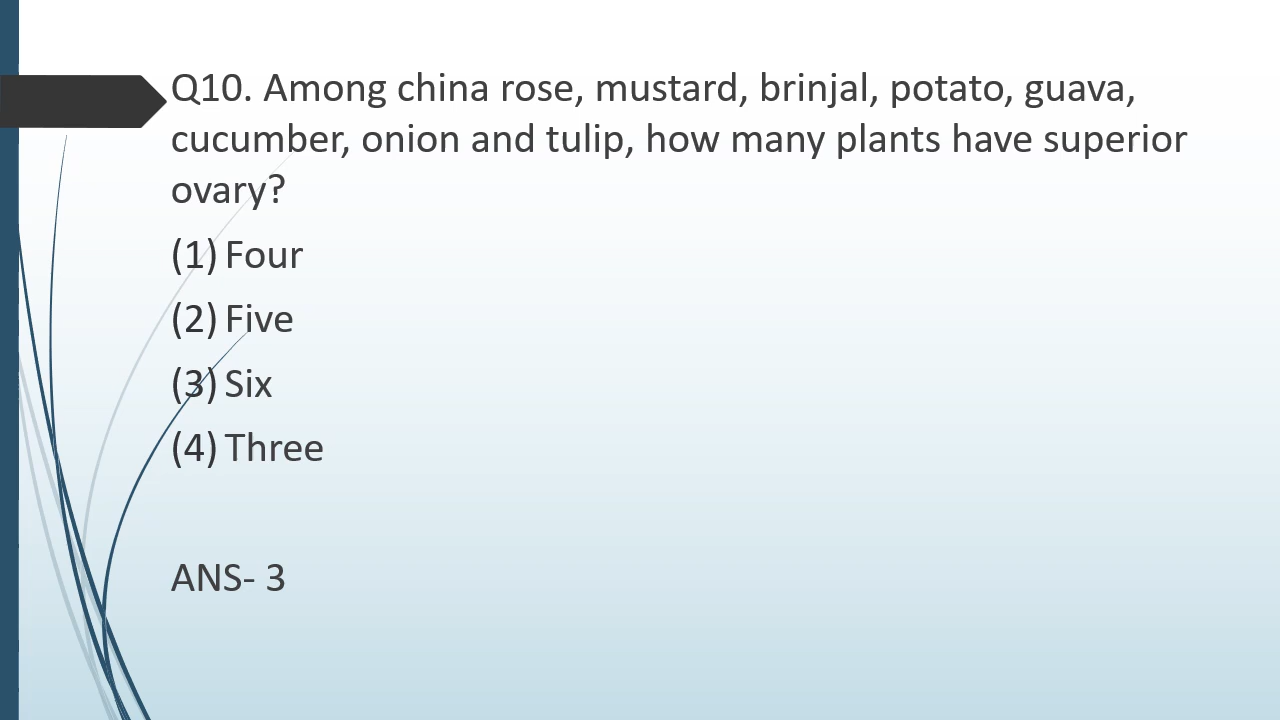 Q10. Among china rose, mustard, brinjal, potato, guava,
cucumber, onion and tulip, how many plants have superior
ovary?
(1) Four
(2) Five
(3) Six
(4) Three
ANS- 3